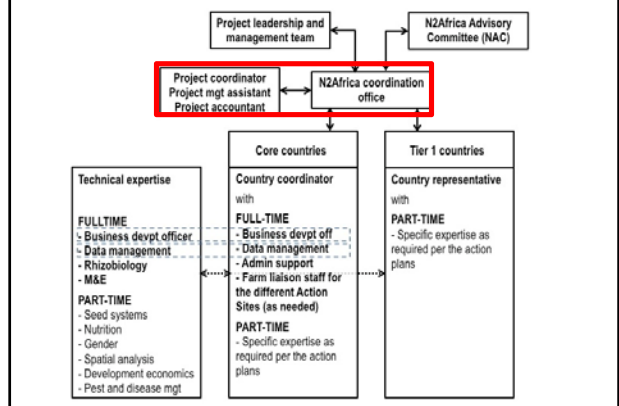 Project leadership and
management team
N2Africa Advisory
Committee (NAC)
Project coordinator
Project mgt assistant
Project accountant
N2Africa coordination
office
Core countries
Tier 1 countries
Technical expertise
FULLTIME
- Business devpt officer
- Data management
- Rhizobiology
- M&E
PART-TIME
- Seed systems
- Nutrition
- Gender
- Spatial analysis
- Development economics
- Pest and disease mgt
Country coordinator
with
FULL-TIME
- Business devpt off
- Data management
- Admin support
- Farm liaison staff for
the different Action
Sites (as needed)
PART-TIME
- Specific expertise as
required per the action
plans
Country representative
with
PART-TIME
- Specific expertise as
required per the action
plans